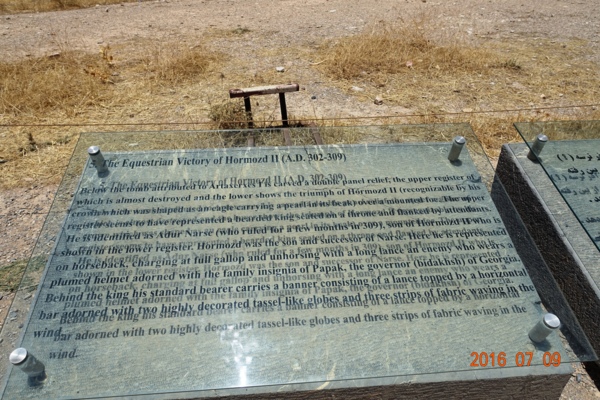 The Equestrian Victory of Hormozd II (A.D. 302-309)
Below the tomb attributed to Artaxerxes I is carved a double panel relief, the upper register of
which is almost destroyed and the lower shows the triumph of Hormozd II (recognizable by his
crown which was shaped as an eagle carrying a pearl in its beak) over a mounted foe. The upper
register seems to have represented a bearded king seated on a throne and flanked by attendants.
He is identified as Adur Narse (who ruled for a few months in 309), son of Hormozd II who is
shown in the lower register. Hormozd the son and successor of Narse. Here he is represented
on horseback, charging at full gallop and unhorsing with a long lance an enemy who wears a
plumed helmet adorned with the family insignia of Papak, the governor (bidakhsh) of Georgia.
Behind the king his standard bearer carries a banner consisting of a lance formed by a horizontal
bar adorned with two highly decorated tassel-like globes and three strips of fabric waving in the
wind.
2016 07 09